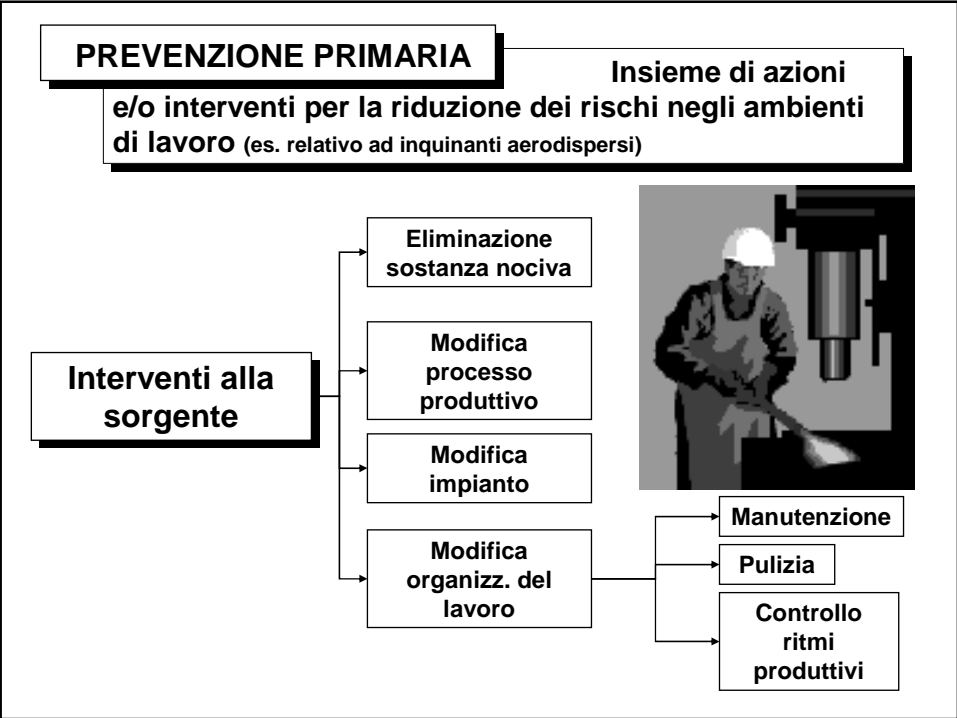 PREVENZIONE PRIMARIA
Insieme di azioni
e/o interventi per la riduzione dei rischi negli ambienti
di lavoro (es. relativo ad inquinanti aerodispersi)
Interventi alla
sorgente
Eliminazione
sostanza nociva
Modifica
processo
produttivo
Modifica
impianto
Modifica
organizz. del
lavoro
Manutenzione
Pulizia
Controllo
ritmi
produttivi